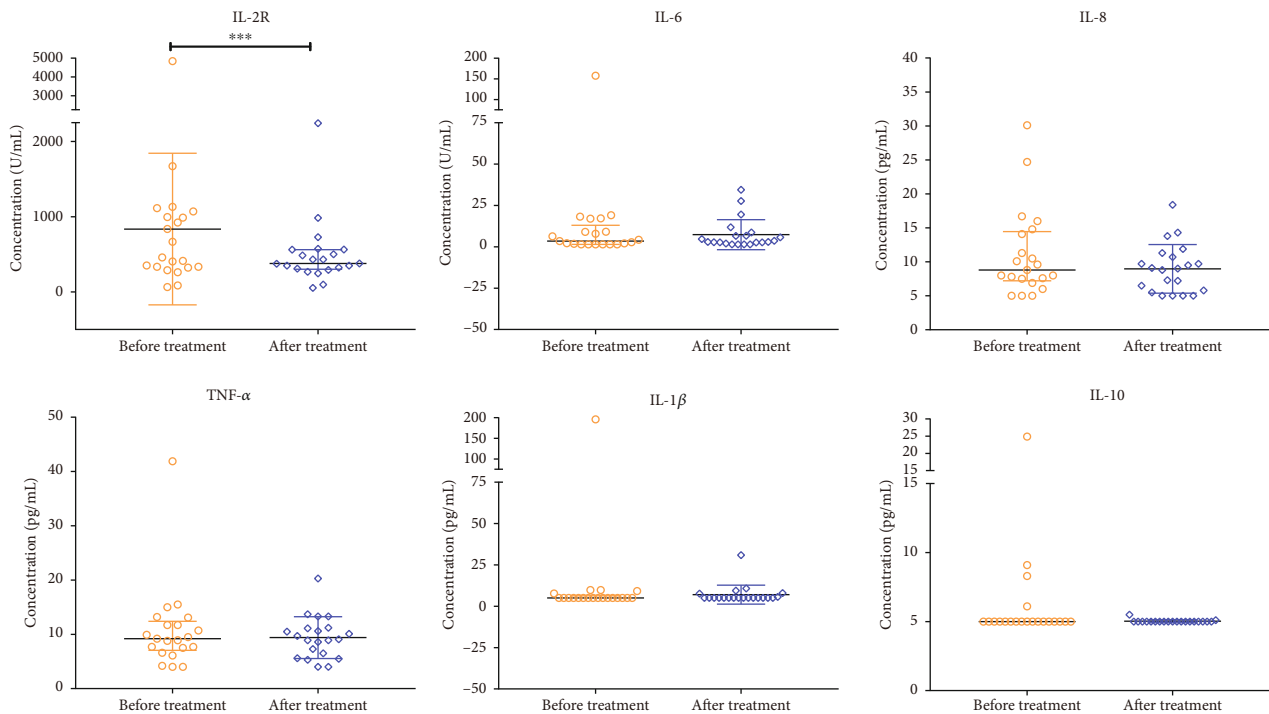 IL-2R
***
5000
4000
3000
2000
1000
0
Concentration (U/mL)
Before treatment
After treatment
IL-6
200
150
100
75
50
25
0
−25
−50
Concentration (U/mL)
Before treatment
After treatment
IL-8
40
35
30
25
20
15
10
5
0
Concentration (pg/mL)
Before treatment
After treatment
TNF-α
50
40
30
20
10
0
Concentration (pg/mL)
Before treatment
After treatment
IL-1β
200
150
100
75
50
25
0
−25
−50
Concentration (pg/mL)
Before treatment
After treatment
IL-10
30
25
20
15
15
10
5
0
Concentration (pg/mL)
Before treatment
After treatment